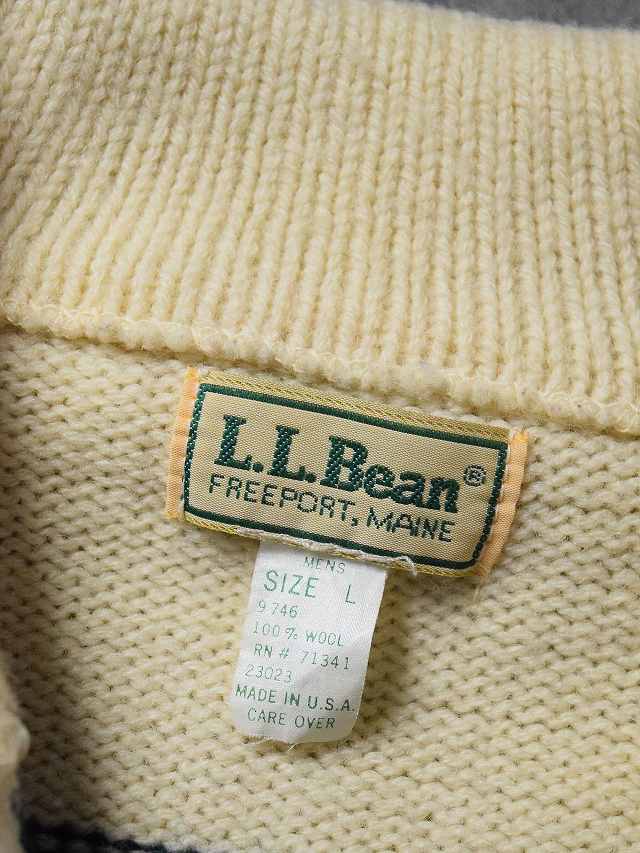 L.L.Bean®
FREEPORT, MAINE
MENS
SIZE L
9746
100% WOOL
RN # 71341
23023
MADE IN U.S.A.
CARE OVER